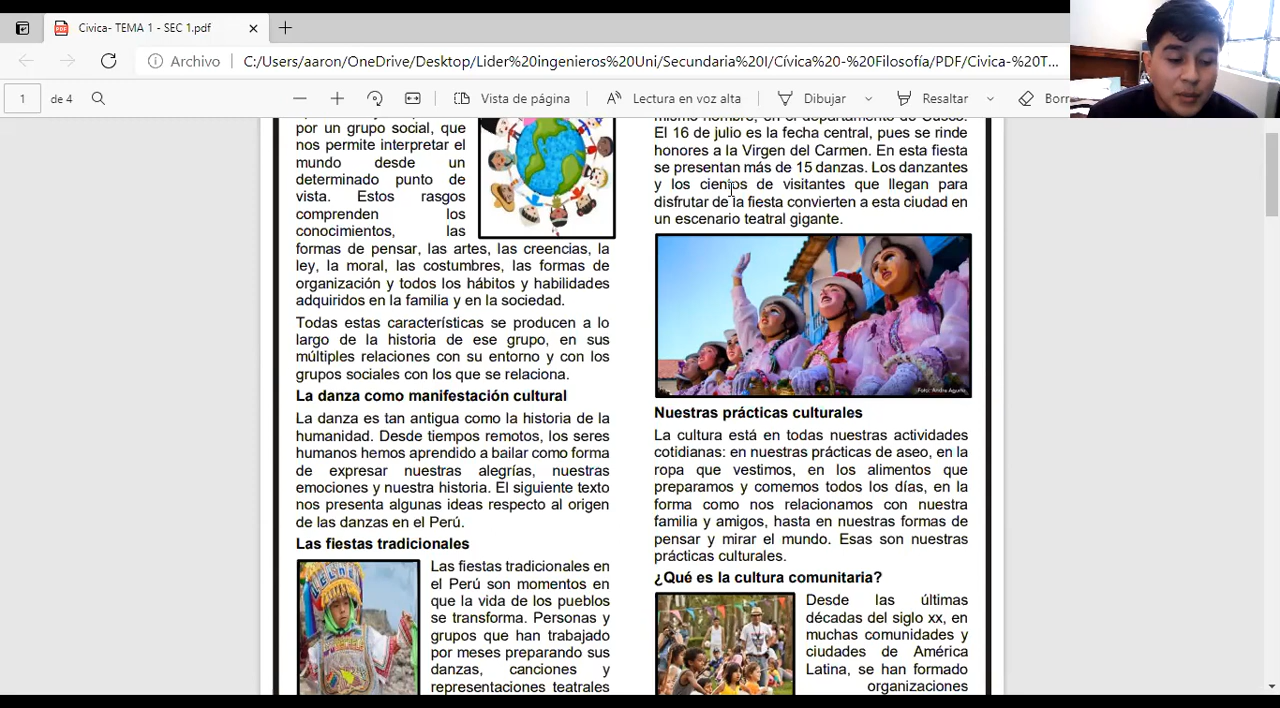 Civica- TEMA 1 - SEC 1.pdf
Archivo
C:/Users/aaron/OneDrive/Desktop/Lider%20ingenieros%20Uni/Secundaria%20I/Cívica%20-%20Filosofía/PDF/Civica-%20T...
1
de 4
Vista de página
Lectura en voz alta
Dibujar
Resaltar
por un grupo social, que
nos permite interpretar el
mundo desde un
determinado punto de
vista. Estos rasgos
comprenden los
conocimientos, las
formas de pensar, las artes, las creencias, la
ley, la moral, las costumbres, las formas de
organización y todos los hábitos y habilidades
adquiridos en la familia y en la sociedad.
Todas estas características se producen a lo
largo de la historia de ese grupo, en sus
múltiples relaciones con su entorno y con los
grupos sociales con los que se relaciona.
La danza como manifestación cultural
La danza es tan antigua como la historia de la
humanidad. Desde tiempos remotos, los seres
humanos hemos aprendido a bailar como forma
de expresar nuestras alegrías, nuestras
emociones y nuestra historia. El siguiente texto
nos presenta algunas ideas respecto al origen
de las danzas en el Perú.
Las fiestas tradicionales
Las fiestas tradicionales en
el Perú son momentos en
que la vida de los pueblos
se transforma. Personas y
grupos que han trabajado
por meses preparando sus
danzas, canciones y
representaciones teatrales
mismo nombre, en el departamento de Cusco.
El 16 de julio es la fecha central, pues se rinde
honores a la Virgen del Carmen. En esta fiesta
se presentan más de 15 danzas. Los danzantes
y los cientos de visitantes que llegan para
disfrutar de la fiesta convierten a esta ciudad en
un escenario teatral gigante.
Nuestras prácticas culturales
La cultura está en todas nuestras actividades
cotidianas: en nuestras prácticas de aseo, en la
ropa que vestimos, en los alimentos que
preparamos y comemos todos los días, en la
forma como nos relacionamos con nuestra
familia y amigos, hasta en nuestras formas de
pensar y mirar el mundo. Esas son nuestras
prácticas culturales.
¿Qué es la cultura comunitaria?
Desde las últimas
décadas del siglo xx, en
muchas comunidades y
ciudades de América
Latina, se han formado
organizaciones